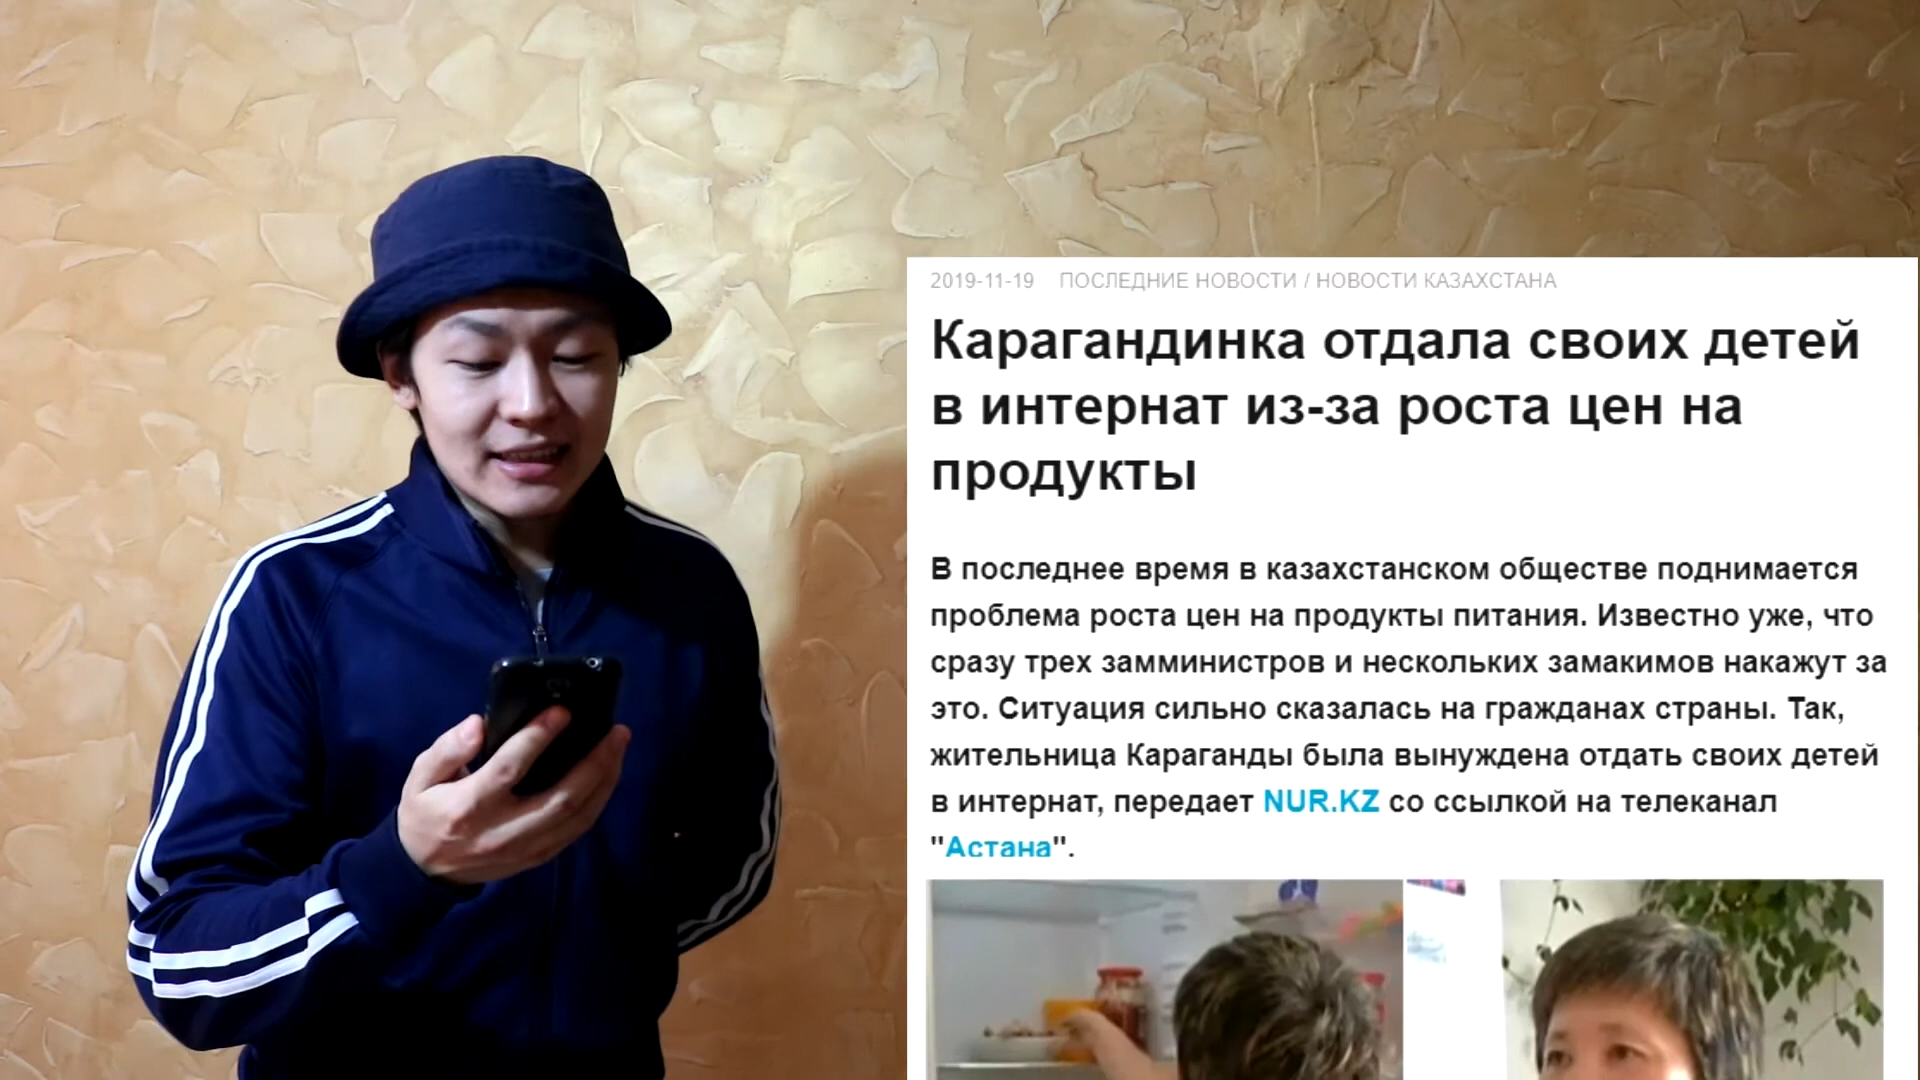 2019-11-19 ПОСЛЕДНИЕ НОВОСТИ / НОВОСТИ КАЗАХСТАНА
Карагандинка отдала своих детей
в интернат из-за роста цен на
продукты
В последнее время в казахстанском обществе поднимается
проблема роста цен на продукты питания. Известно уже, что
сразу трех замминистров и нескольких замакимов накажут за
это. Ситуация сильно сказалась на гражданах страны. Так,
жительница Караганды была вынуждена отдать своих детей
в интернат, передает NUR.KZ со ссылкой на телеканал
"Астана".